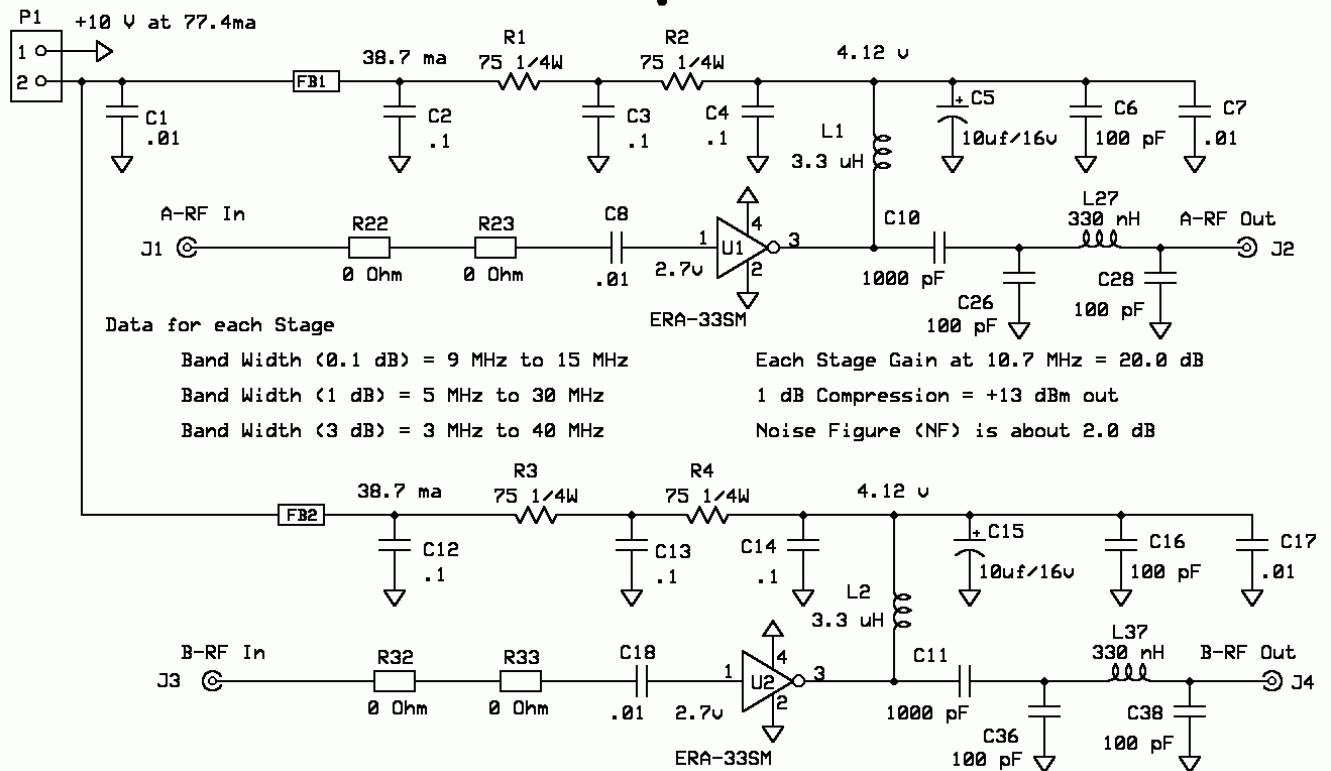 P1
+10 V at 77.4ma
1
2
FB1
38.7 ma
R1
75 1/4W
R2
75 1/4W
4.12 v
C1
.01
C2
.1
C3
.1
C4
.1
L1
3.3 uH
+
C5
10uf/16v
C6
100 pF
C7
.01
A-RF In
J1
R22
0 Ohm
R23
0 Ohm
C8
.01
1
2.7v
U1
4
2
3
ERA-33SM
C10
1000 pF
L27
330 nH
C26
100 pF
C28
100 pF
A-RF Out
J2
Data for each Stage
Band Width (0.1 dB) = 9 MHz to 15 MHz
Band Width (1 dB) = 5 MHz to 30 MHz
Band Width (3 dB) = 3 MHz to 40 MHz
Each Stage Gain at 10.7 MHz = 20.0 dB
1 dB Compression = +13 dBm out
Noise Figure (NF) is about 2.0 dB
FB2
38.7 ma
R3
75 1/4W
R4
75 1/4W
4.12 v
C12
.1
C13
.1
C14
.1
L2
3.3 uH
+
C15
10uf/16v
C16
100 pF
C17
.01
B-RF In
J3
R32
0 Ohm
R33
0 Ohm
C18
.01
1
2.7v
U2
4
2
3
ERA-33SM
C11
1000 pF
L37
330 nH
C36
100 pF
C38
100 pF
B-RF Out
J4